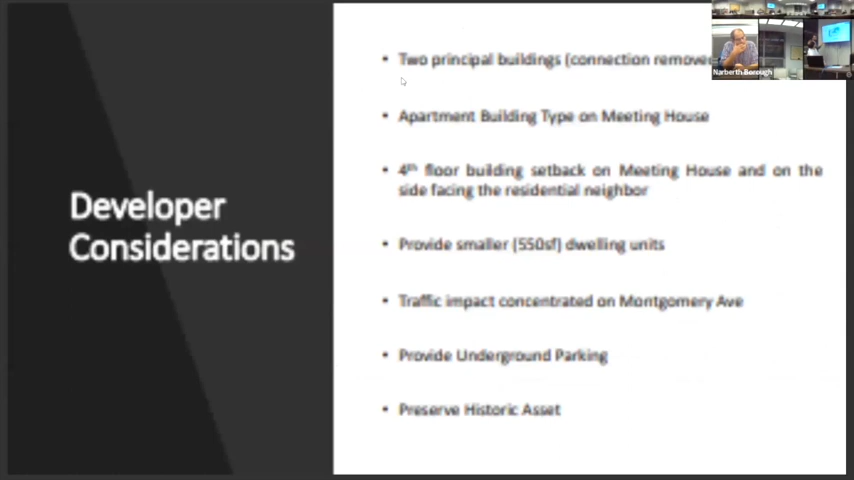 Developer
Considerations
• Two principal buildings (connection remove
• Apartment Building Type on Meeting House
• 4th floor building setback on Meeting House and on the
side facing the residential neighbor
• Provide smaller (550sf) dwelling units
• Traffic impact concentrated on Montgomery Ave
• Provide Underground Parking
• Preserve Historic Asset
Narberth Borough